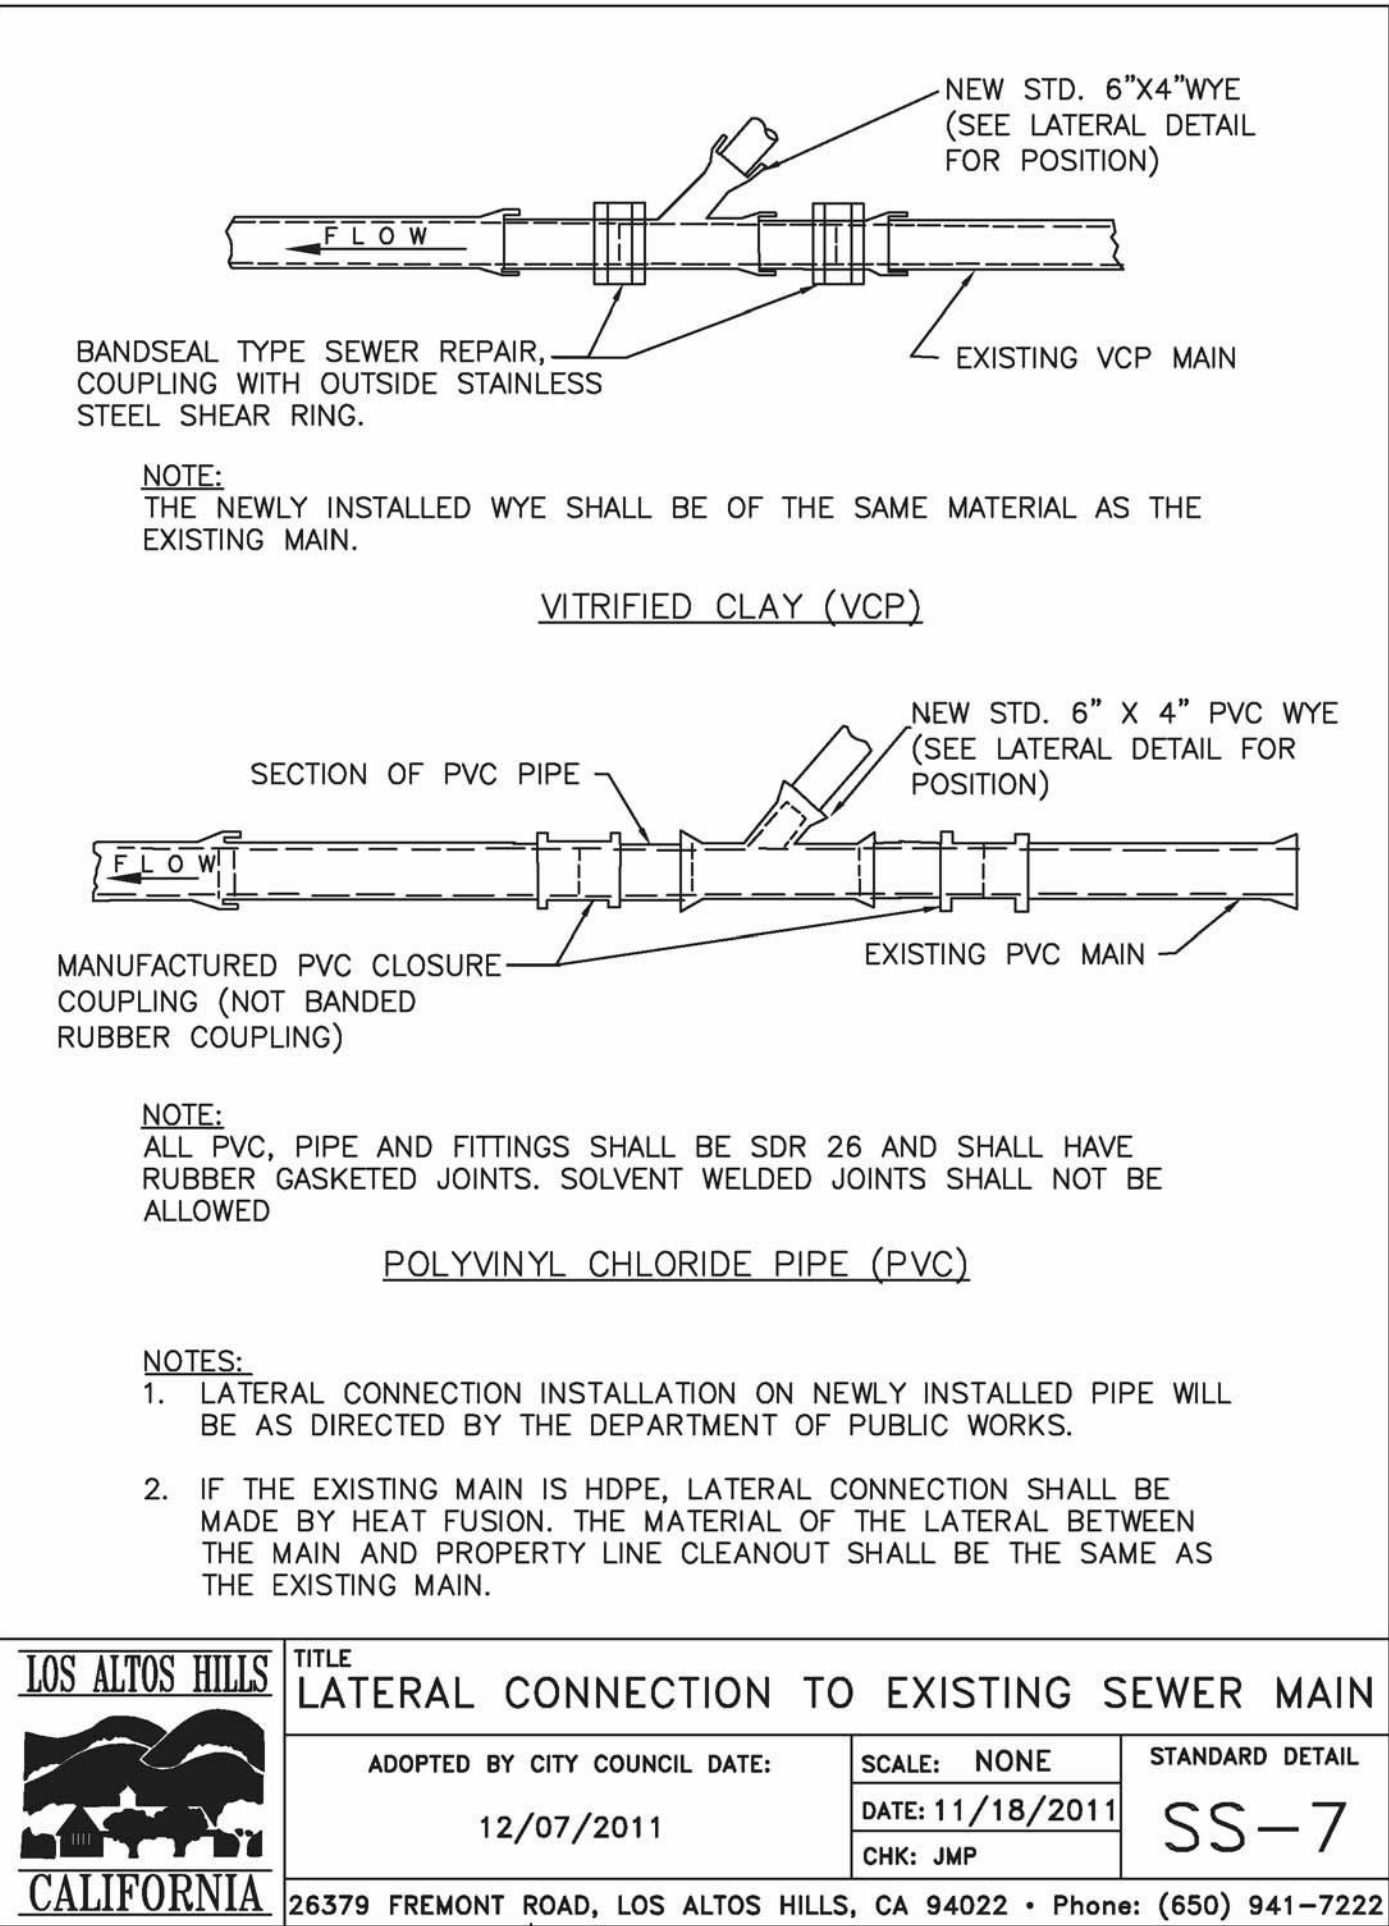 NEW STD. 6"X4"WYE
(SEE LATERAL DETAIL
FOR POSITION)
FLOW
BANDSEAL TYPE SEWER REPAIR,
COUPLING WITH OUTSIDE STAINLESS
STEEL SHEAR RING.
EXISTING VCP MAIN
NOTE:
THE NEWLY INSTALLED WYE SHALL BE OF THE SAME MATERIAL AS THE
EXISTING MAIN.
VITRIFIED CLAY (VCP)
NEW STD. 6" X 4" PVC WYE
(SEE LATERAL DETAIL FOR
POSITION)
SECTION OF PVC PIPE
FLOW
MANUFACTURED PVC CLOSURE
COUPLING (NOT BANDED
RUBBER COUPLING)
EXISTING PVC MAIN
NOTE:
ALL PVC, PIPE AND FITTINGS SHALL BE SDR 26 AND SHALL HAVE
RUBBER GASKETED JOINTS. SOLVENT WELDED JOINTS SHALL NOT BE
ALLOWED
POLYVINYL CHLORIDE PIPE (PVC)
NOTES:
1. LATERAL CONNECTION INSTALLATION ON NEWLY INSTALLED PIPE WILL
BE AS DIRECTED BY THE DEPARTMENT OF PUBLIC WORKS.
2. IF THE EXISTING MAIN IS HDPE, LATERAL CONNECTION SHALL BE
MADE BY HEAT FUSION. THE MATERIAL OF THE LATERAL BETWEEN
THE MAIN AND PROPERTY LINE CLEANOUT SHALL BE THE SAME AS
THE EXISTING MAIN.
LOS ALTOS HILLS
CALIFORNIA
TITLE
LATERAL CONNECTION TO EXISTING SEWER MAIN
ADOPTED BY CITY COUNCIL DATE:
12/07/2011
SCALE: NONE
DATE: 11/18/2011
CHK: JMP
STANDARD DETAIL
SS-7
26379 FREMONT ROAD, LOS ALTOS HILLS, CA 94022 • Phone: (650) 941-7222